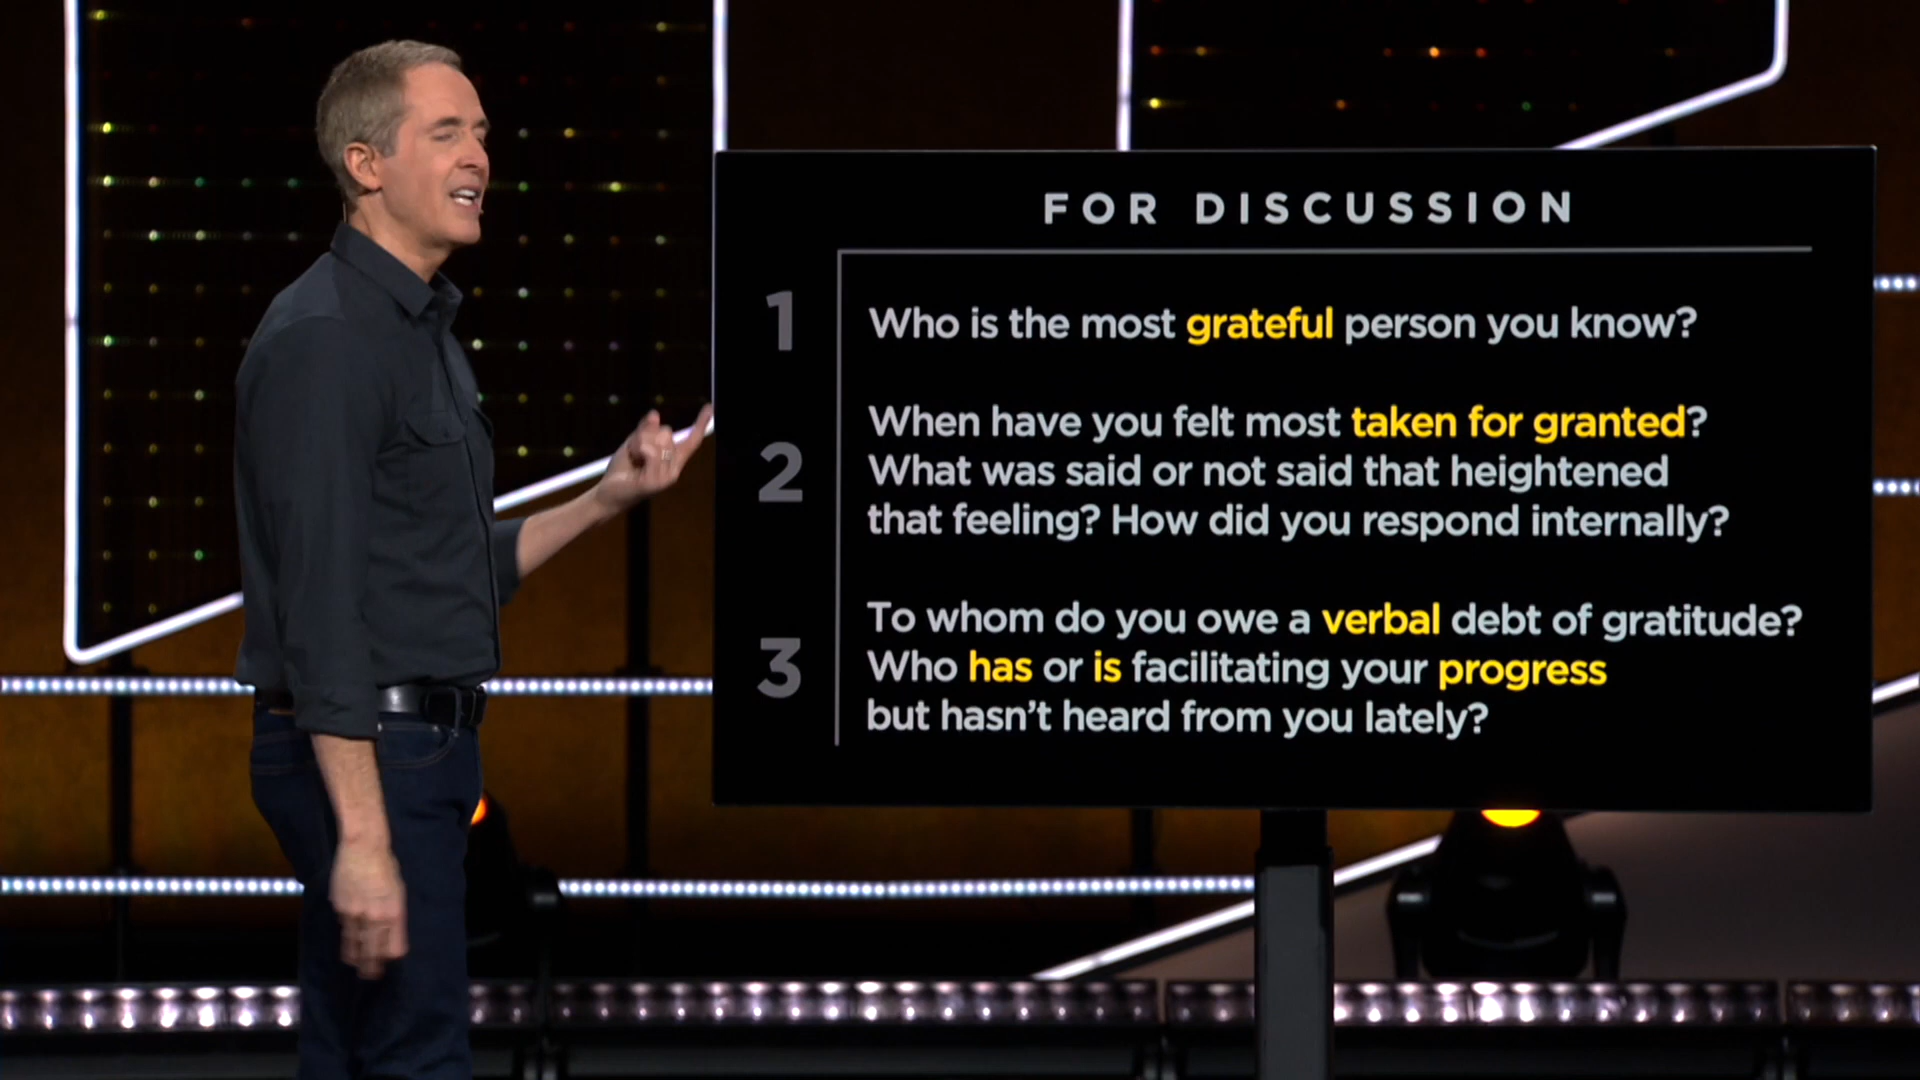 FOR DISCUSSION
1
Who is the most grateful person you know?
2
When have you felt most taken for granted?
What was said or not said that heightened
that feeling? How did you respond internally?
3
To whom do you owe a verbal debt of gratitude?
Who has or is facilitating your progress
but hasn't heard from you lately?